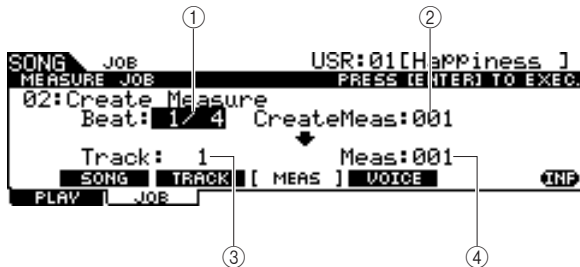 ① ②
SONG JOB USR:01[Happiness ]
MEASURE JOB PRESS [ENTER] TO EXEC.
02:Create Measure
Beat: 1/ 4 CreateMeas:001
Track: 1 Meas:001
SONG TRACK [ MEAS ] VOICE INF
PLAY JOB
③ ④